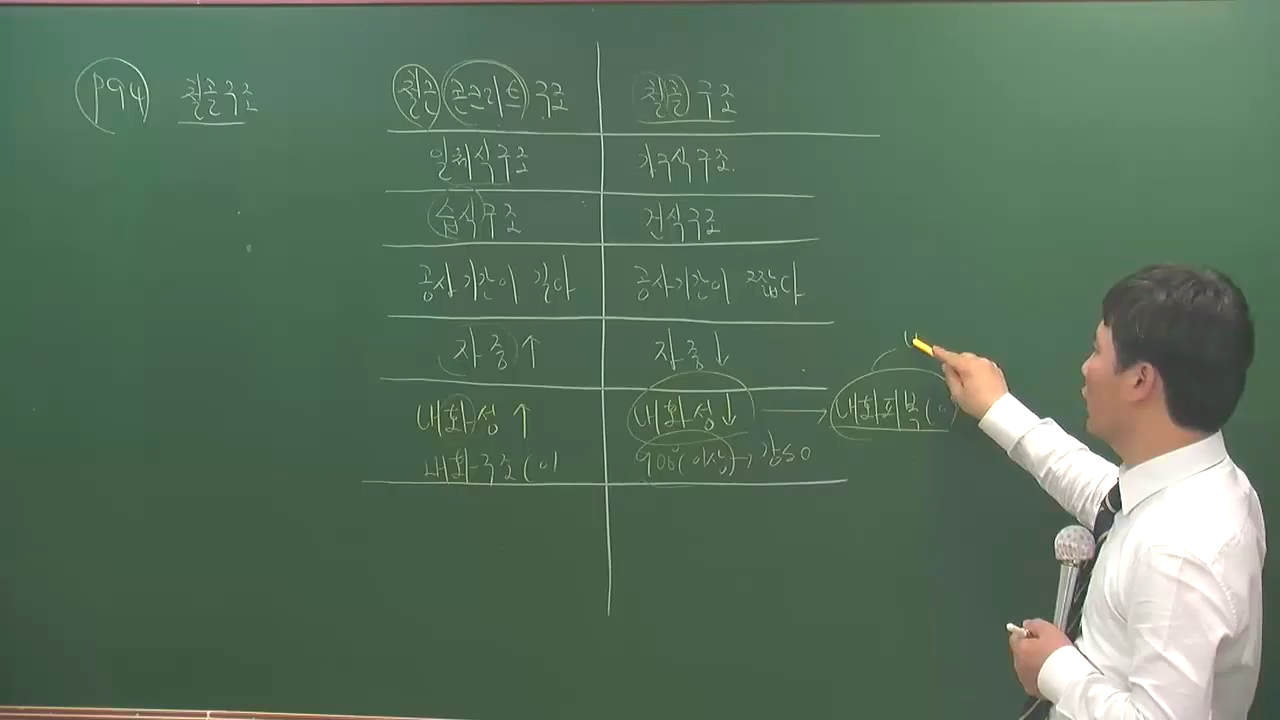 P94 철골구조
철근 콘크리트 구조 철골 구조
일체식구조 가구식구조.
습식구조 건식구조
공사기간이 길다 공사기간이 짧다
자중 ↑ 자중 ↓
내화성 ↑ 내화성 ↓ → 내화피복(o)
내화구조(o 900°(이상) → 강도 0